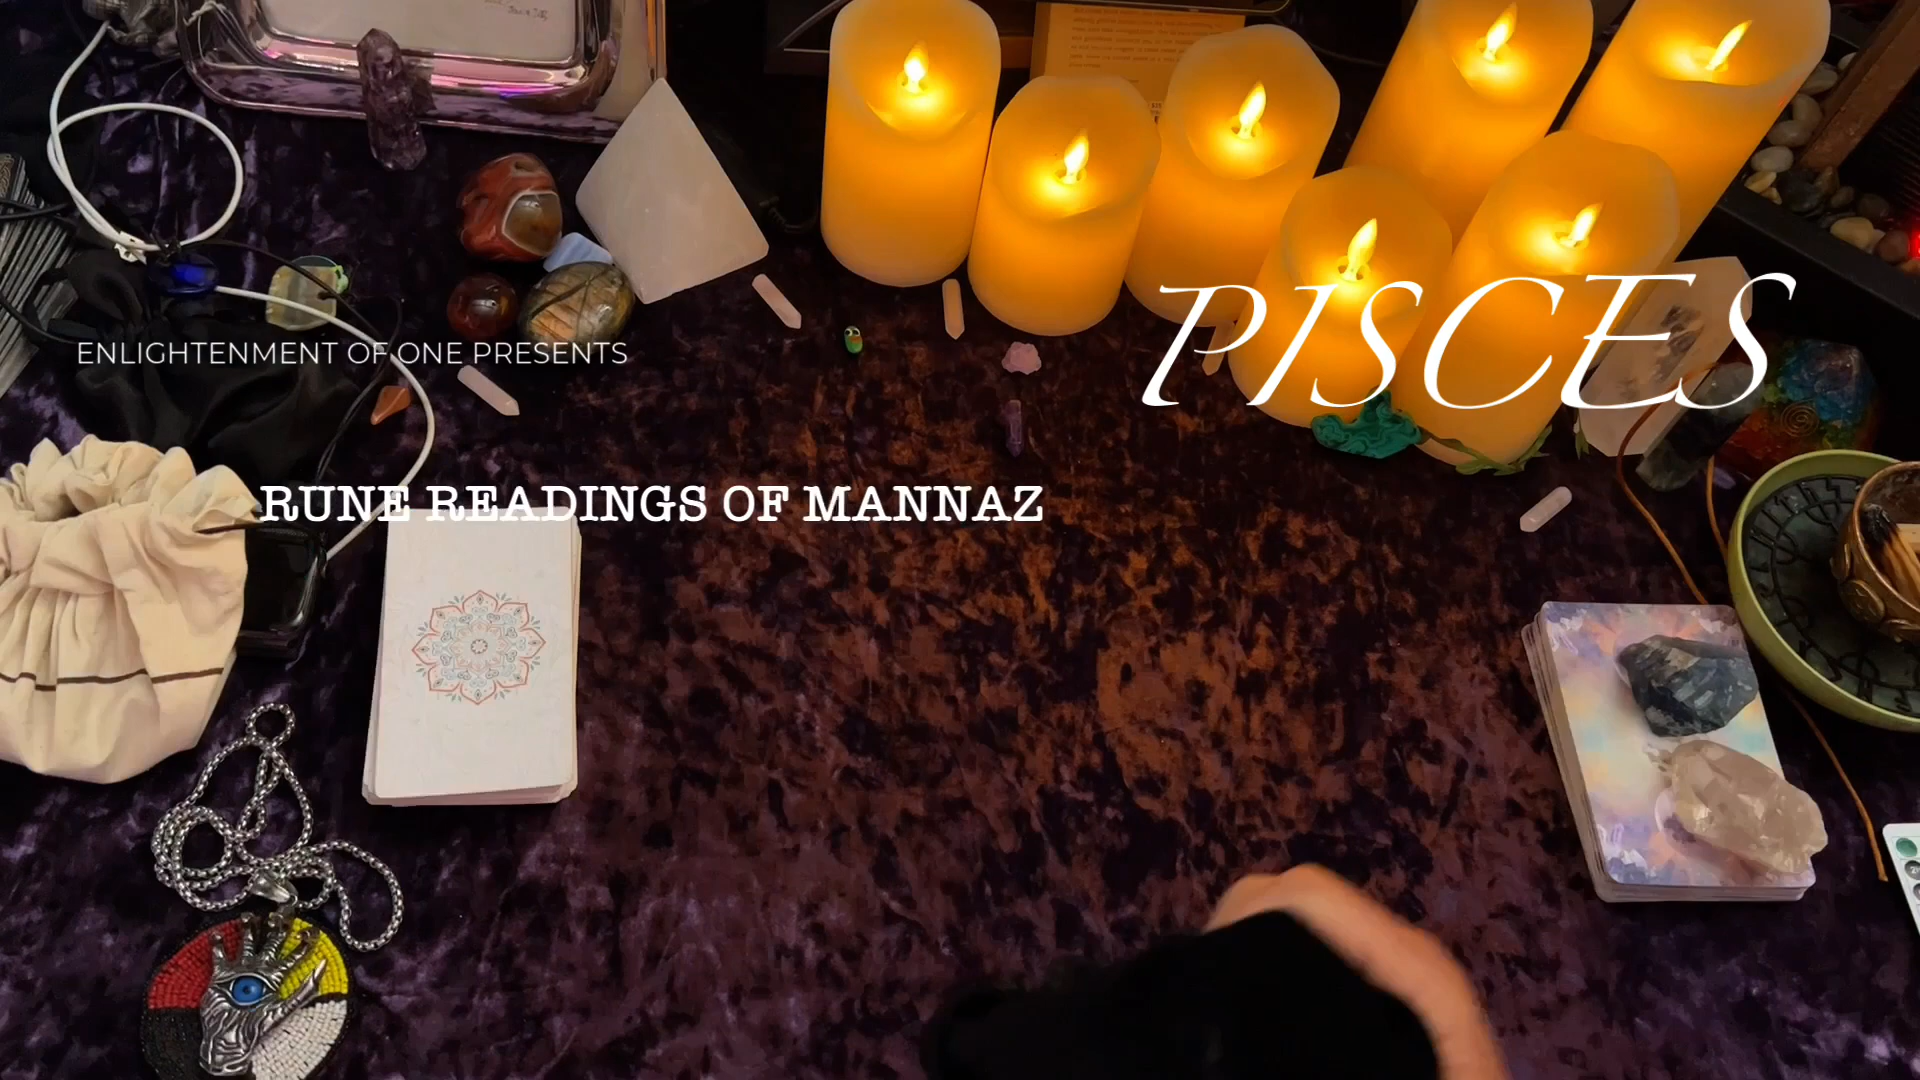 ENLIGHTENMENT OF ONE PRESENTS
PISCES
RUNE READINGS OF MANNAZ